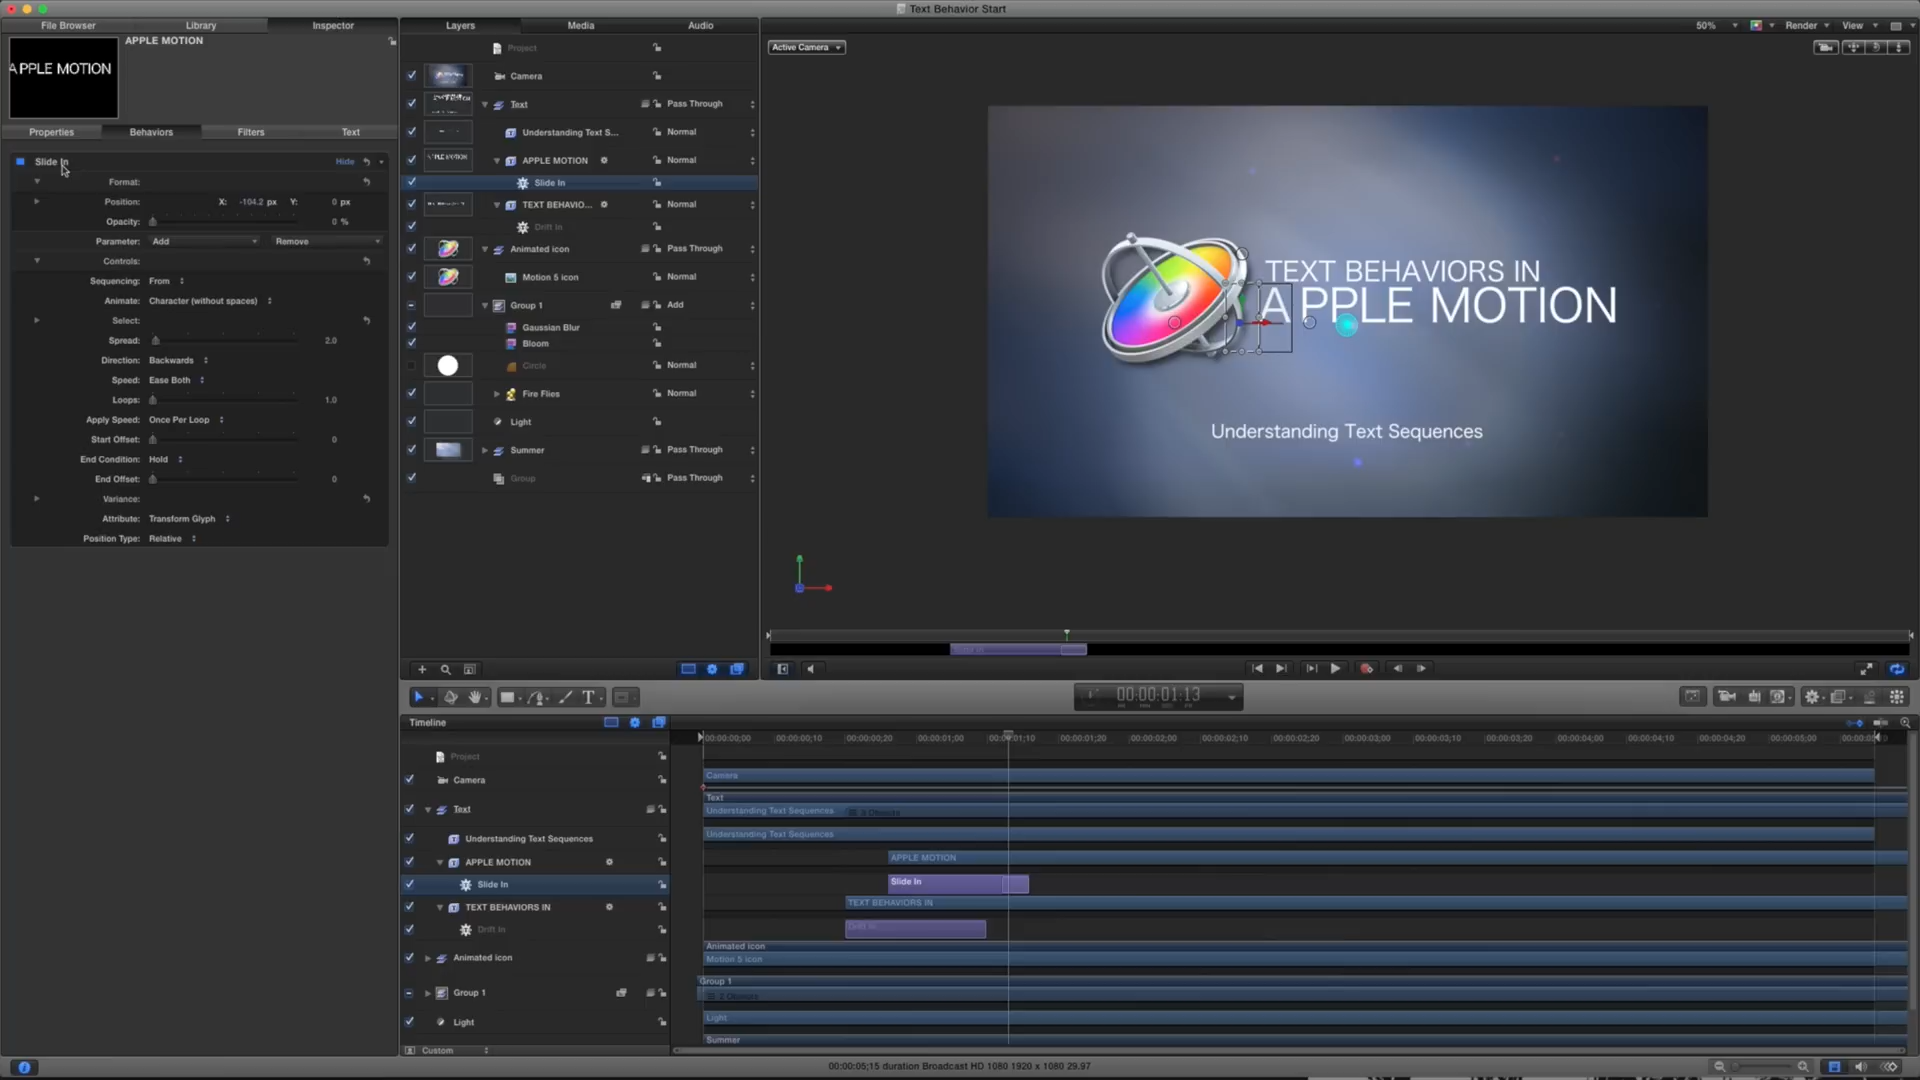 Text Behavior Start
File Browser
Library
Inspector
Layers
Media
Audio
50%
Render
View
APPLE MOTION
APPLE MOTION
Properties
Behaviors
Filters
Text
Slide In
Hide
Format:
Position:
X: -104.2 px Y: 0 px
Opacity:
0 %
Parameter:
Add
Remove
Controls:
Sequencing: From
Animate: Character (without spaces)
Select:
Spread:
2.0
Direction: Backwards
Speed: Ease Both
Loops:
1.0
Apply Speed: Once Per Loop
Start Offset:
0
End Condition: Hold
End Offset:
0
Variance:
Attribute: Transform Glyph
Position Type: Relative
Project
Camera
Text
Pass Through
Understanding Text S...
Normal
APPLE MOTION
Normal
Slide In
TEXT BEHAVIO...
Normal
Drift In
Animated icon
Pass Through
Motion 5 icon
Normal
Group 1
Add
Gaussian Blur
Bloom
Circle
Normal
Fire Flies
Normal
Light
Summer
Pass Through
Group
Pass Through
Active Camera
TEXT BEHAVIORS IN
APPLE MOTION
Understanding Text Sequences
Slide In
T
00:00:01;13
Timeline
00:00:00;00
00:00:00;10
00:00:00;20
00:00:01;00
00:00:01;10
00:00:01;20
00:00:02;00
00:00:02;10
00:00:02;20
00:00:03;00
00:00:03;10
00:00:03;20
00:00:04;00
00:00:04;10
00:00:04;20
00:00:05;00
Project
Camera
Camera
Text
Text
Understanding Text Sequences
3 Objects
Understanding Text Sequences
Understanding Text Sequences
APPLE MOTION
APPLE MOTION
Slide In
Slide In
TEXT BEHAVIORS IN
TEXT BEHAVIORS IN
Drift In
Drift In
Animated icon
Animated icon
Motion 5 icon
Group 1
Group 1
2 Objects
Light
Light
Summer
Custom
00:00:05;15 duration Broadcast HD 1080 1920 x 1080 29.97